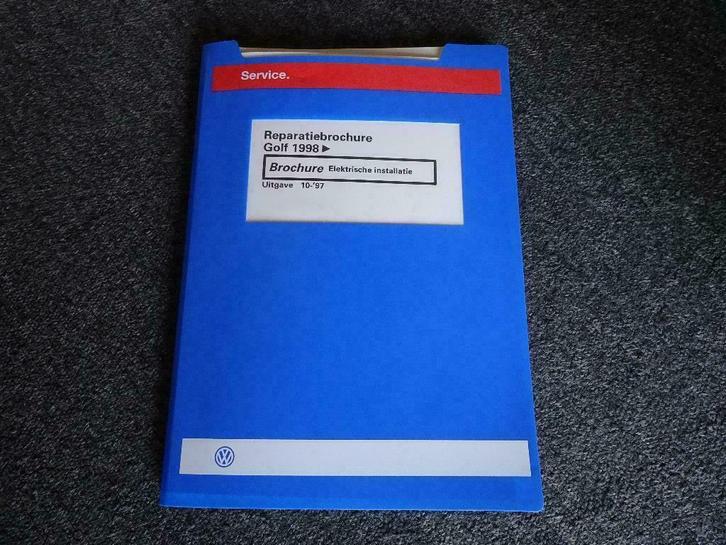 Service.
Reparatiebrochure
Golf 1998 ►
Brochure Elektrische installatie
Uitgave 10-'97